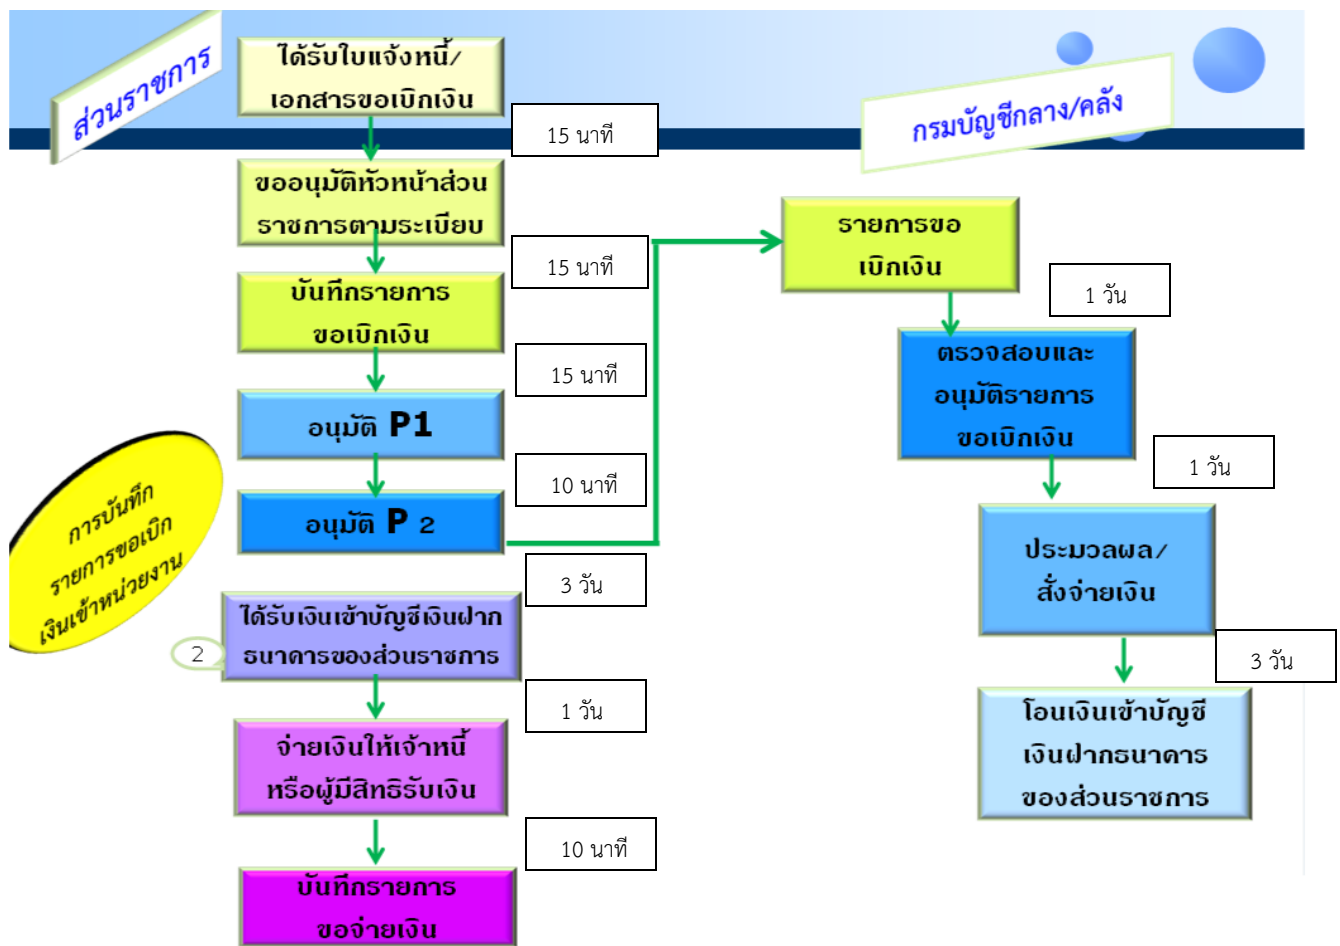 ส่วนราชการ
ได้รับใบแจ้งหนี้/
เอกสารขอเบิกเงิน
15 นาที
ขออนุมัติหัวหน้าส่วน
ราชการตามระเบียบ
15 นาที
บันทึกรายการ
ขอเบิกเงิน
15 นาที
อนุมัติ P1
10 นาที
อนุมัติ P 2
3 วัน
การบันทึก
รายการขอเบิก
เงินเข้าหน่วยงาน
ได้รับเงินเข้าบัญชีเงินฝาก
ธนาคารของส่วนราชการ
2
1 วัน
จ่ายเงินให้เจ้าหนี้
หรือผู้มีสิทธิรับเงิน
10 นาที
บันทึกรายการ
ขอจ่ายเงิน
กรมบัญชีกลาง/คลัง
รายการขอ
เบิกเงิน
1 วัน
ตรวจสอบและ
อนุมัติรายการ
ขอเบิกเงิน
1 วัน
ประมวลผล/
สั่งจ่ายเงิน
3 วัน
โอนเงินเข้าบัญชี
เงินฝากธนาคาร
ของส่วนราชการ